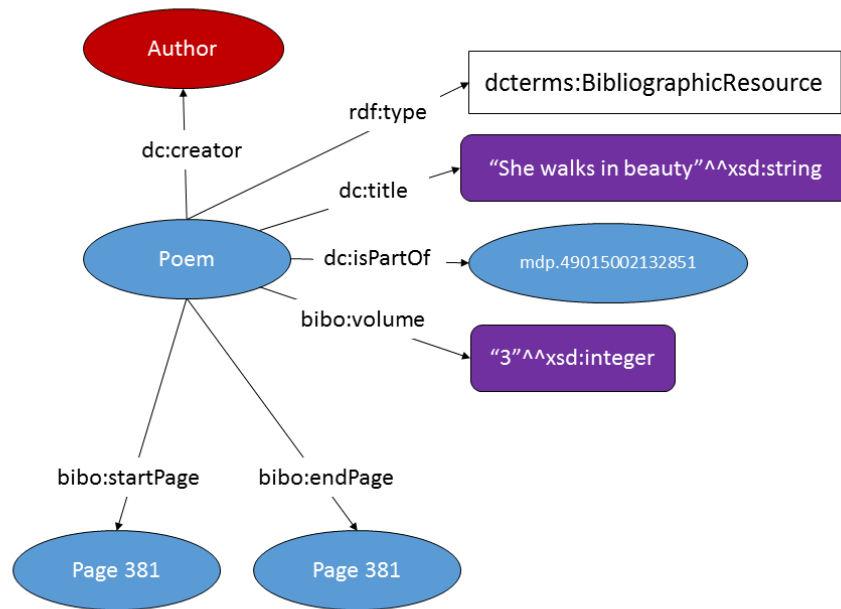 Author
dcterms:BibliographicResource
rdf:type
dc:creator
“She walks in beauty”^^xsd:string
dc:title
Poem
dc:isPartOf
mdp.49015002132851
bibo:volume
“3”^^xsd:integer
bibo:startPage
bibo:endPage
Page 381
Page 381